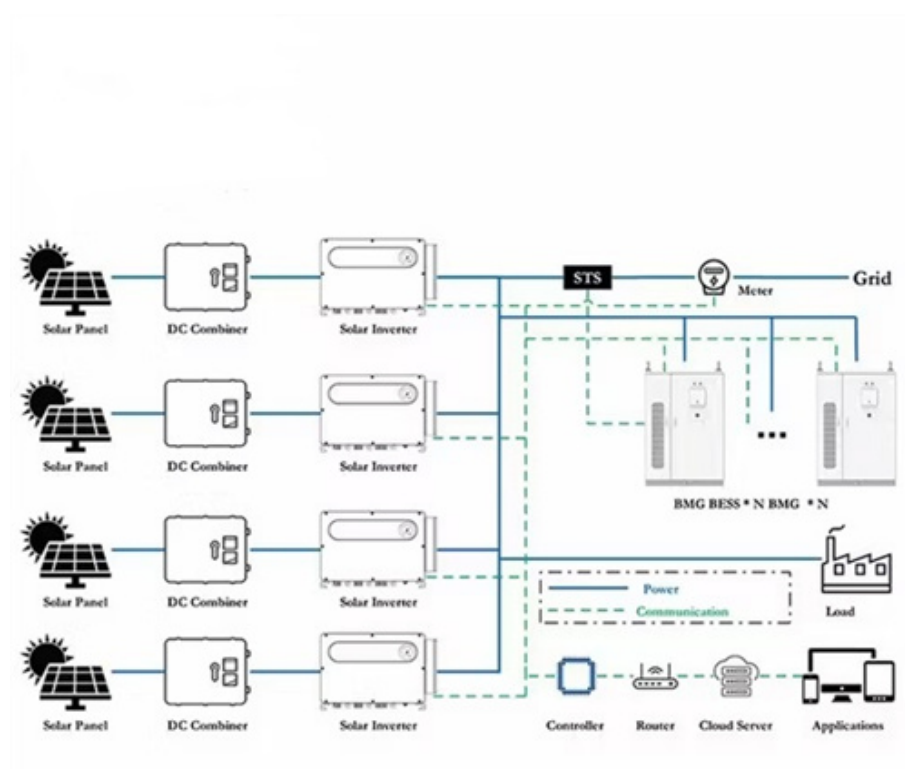 STS
Grid
Meter
Solar Panel DC Combiner Solar Inverter
Solar Panel DC Combiner Solar Inverter
BMG BESS * N BMG * N
Solar Panel DC Combiner Solar Inverter
Power
Communication
Load
Solar Panel DC Combiner Solar Inverter
Controller Router Cloud Server Applications